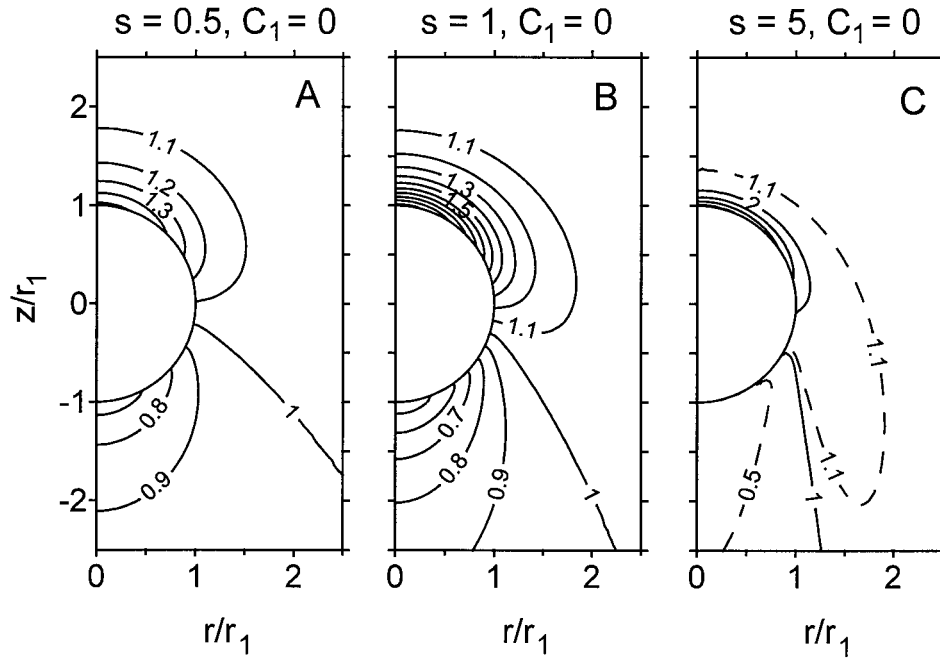 s = 0.5, C₁ = 0
s = 1, C₁ = 0
s = 5, C₁ = 0
A
B
C
z/r₁
2
1
0
-1
-2
1.1
1.2
1.3
1
0.8
0.9
1.1
1.3
1.5
1.1
0.7
0.8
0.9
1
1.1
2
1.1
1.1
0.5
1
0 1 2
0 1 2
0 1 2
r/r₁
r/r₁
r/r₁